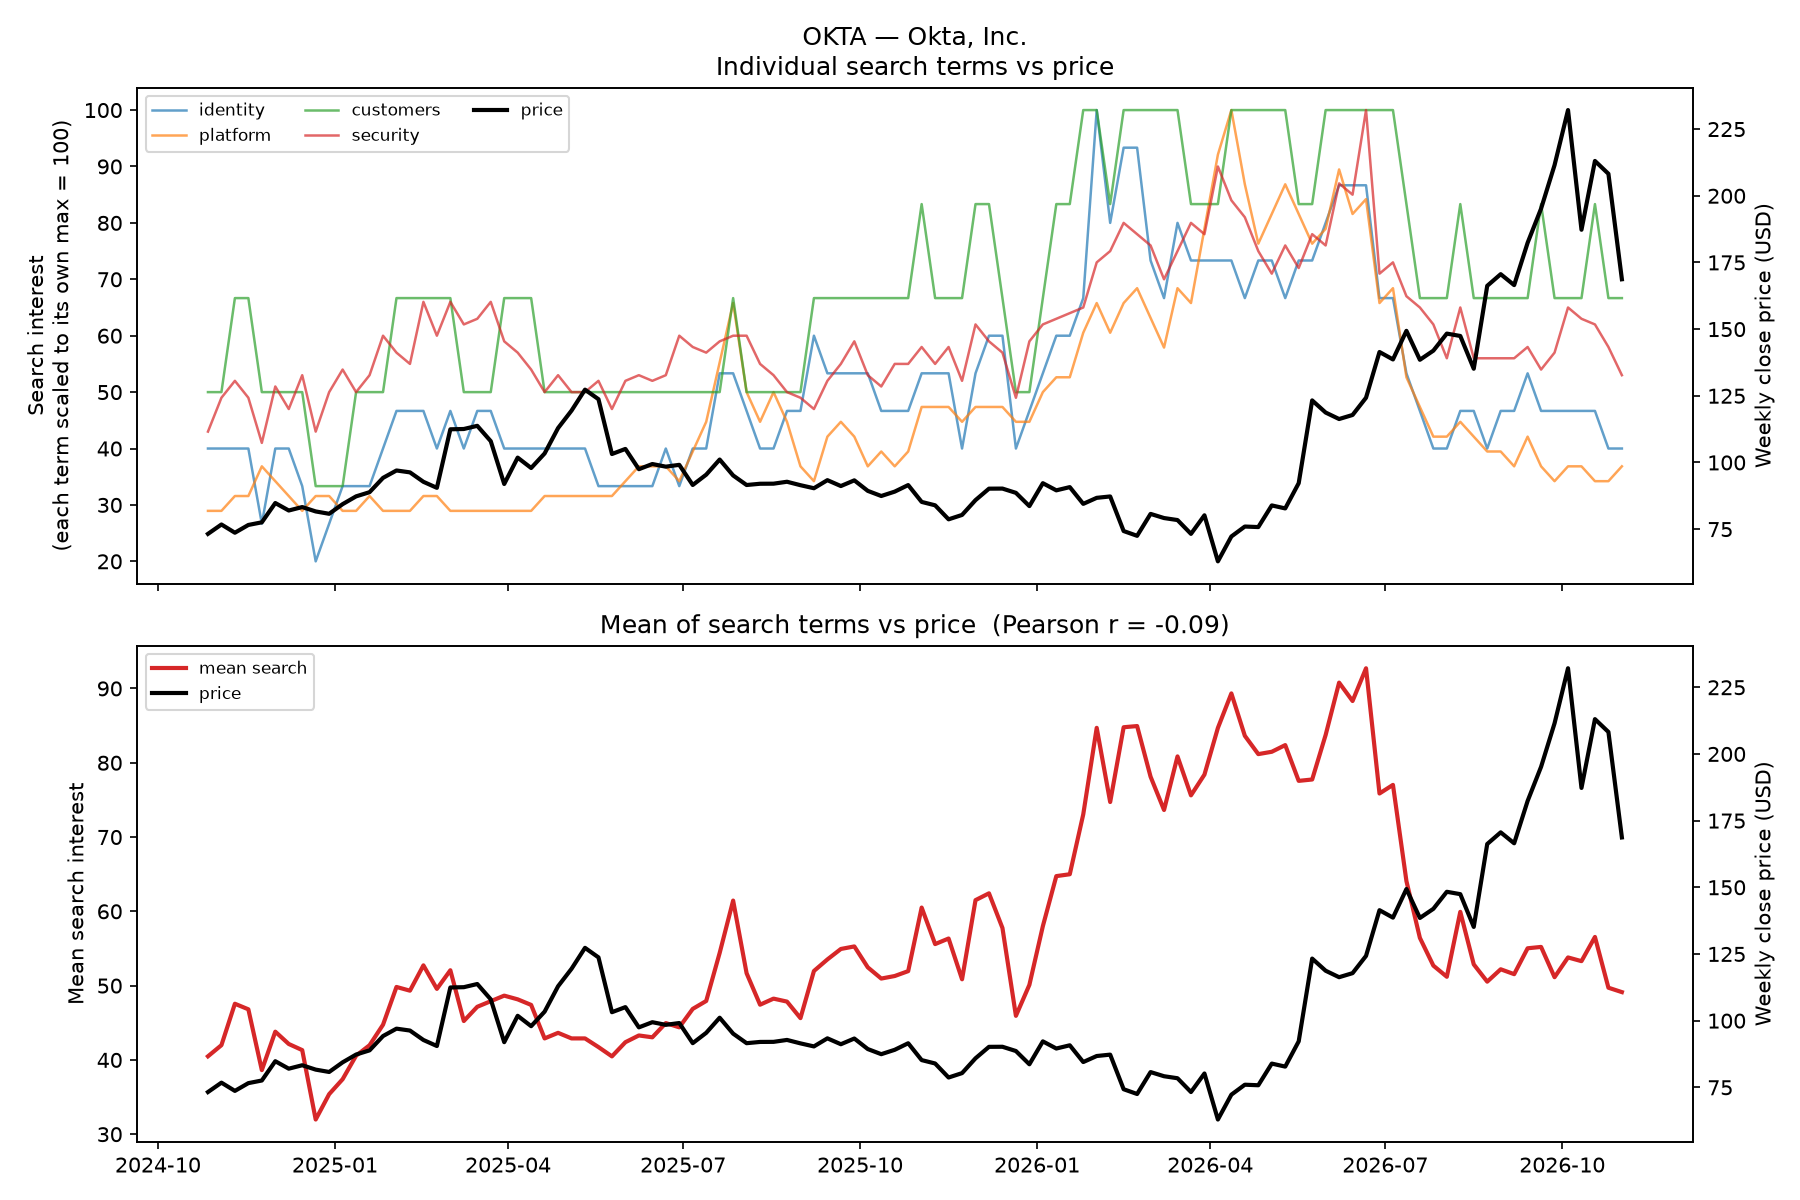 OKTA — Okta, Inc.
Individual search terms vs price
identity
platform
customers
security
price
Search interest
(each term scaled to its own max = 100)
100
90
80
70
60
50
40
30
20
225
200
175
150
125
100
75
Weekly close price (USD)
Mean of search terms vs price (Pearson r = -0.09)
mean search
price
Mean search interest
90
80
70
60
50
40
30
225
200
175
150
125
100
75
Weekly close price (USD)
2024-10
2025-01
2025-04
2025-07
2025-10
2026-01
2026-04
2026-07
2026-10